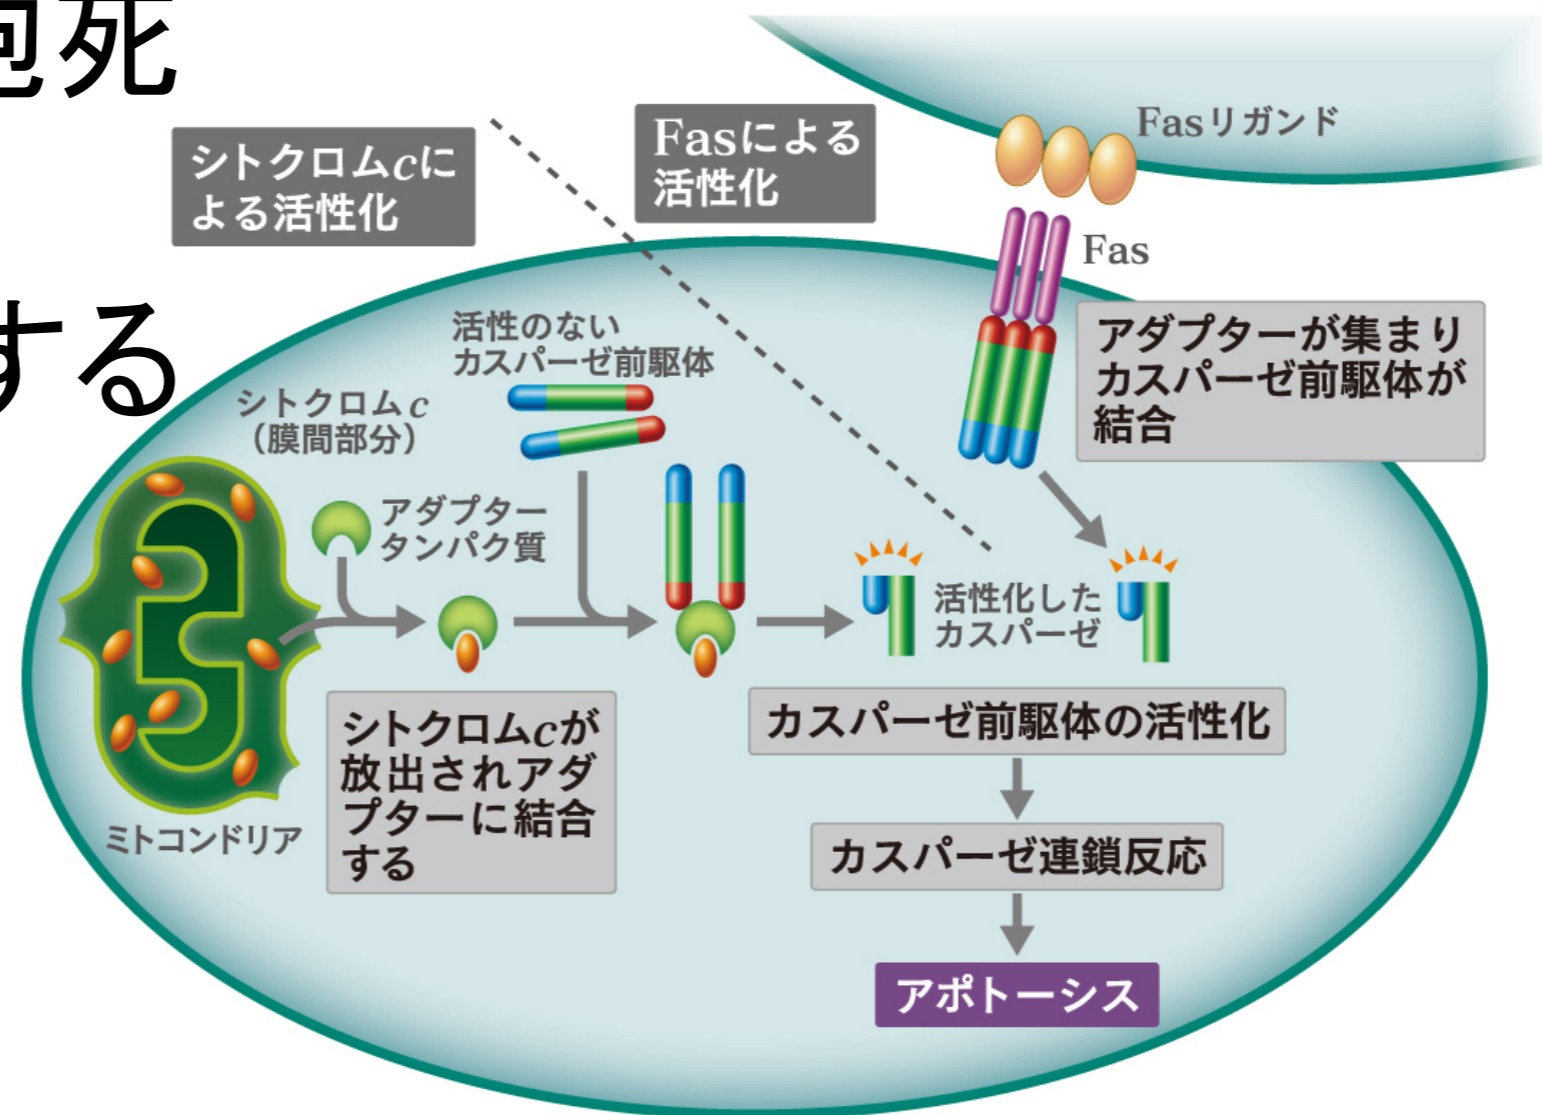 胞死
する
シトクロムcに
よる活性化
Fasによる
活性化
Fasリガンド
Fas
アダプターが集まり
カスパーゼ前駆体が
結合
活性のない
カスパーゼ前駆体
シトクロムc
（膜間部分）
アダプター
タンパク質
活性化した
カスパーゼ
シトクロムcが
放出されアダ
プターに結合
する
ミトコンドリア
カスパーゼ前駆体の活性化
カスパーゼ連鎖反応
アポトーシス